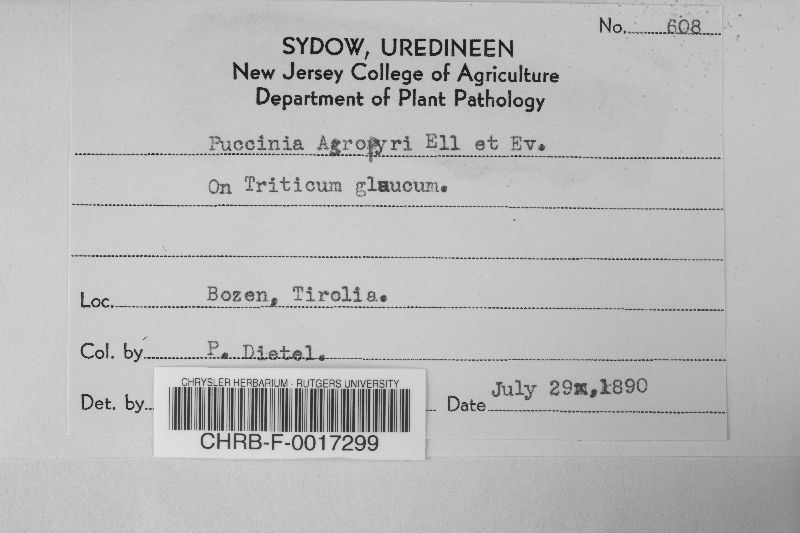 No. 608
SYDOW, UREDINEEN
New Jersey College of Agriculture
Department of Plant Pathology
Puccinia Agropyri Ell et Ev.
On Triticum glaucum.
Loc. Bozen, Tirolia.
Col. by P. Dietel.
Det. by
Date July 29, 1890
CHRYSLER HERBARIUM - RUTGERS UNIVERSITY
CHRB-F-0017299